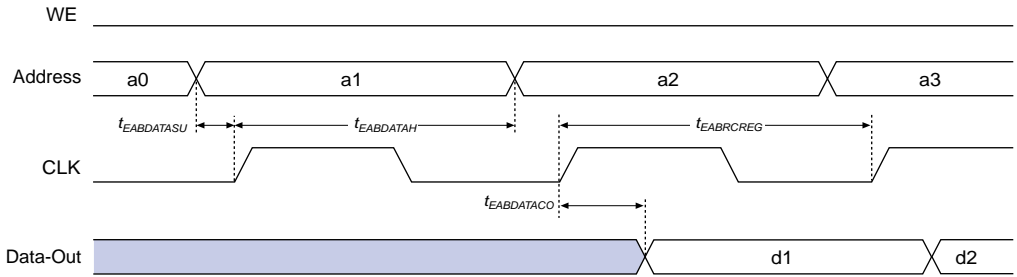 WE
Address a0 a1 a2 a3
tEABDATASU tEABDATAH tEABRCREG
CLK
tEABDATACO
Data-Out d1 d2